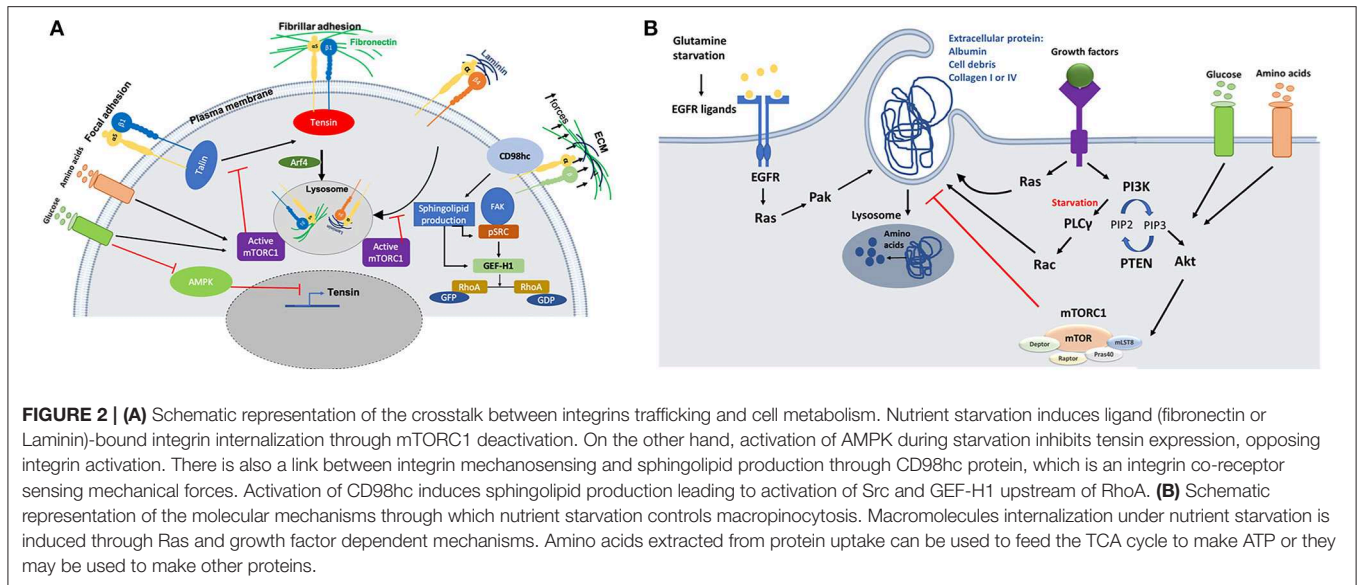 A
Fibrillar adhesion
α5
β1
Fibronectin
Plasma membrane
Focal adhesion
β1
α5
Talin
Tensin
Arf4
Lysosome
Amino acids
Glucose
Active
mTORC1
Active
mTORC1
AMPK
Tensin
α
β4
Laminin
forces
ECM
CD98hc
Sphingolipid
production
FAK
pSRC
GEF-H1
RhoA
RhoA
GFP
GDP
B
Glutamine
starvation
EGFR ligands
EGFR
Ras
Pak
Extracellular protein:
Albumin
Cell debris
Collagen I or IV
Lysosome
Amino
acids
Growth factors
Glucose
Amino acids
Ras
PI3K
Starvation
PLCγ
PIP2
PIP3
PTEN
Rac
Akt
mTORC1
mTOR
Deptor
mLST8
Raptor
Pras40
FIGURE 2 | (A) Schematic representation of the crosstalk between integrins trafficking and cell metabolism. Nutrient starvation induces ligand (fibronectin or
Laminin)-bound integrin internalization through mTORC1 deactivation. On the other hand, activation of AMPK during starvation inhibits tensin expression, opposing
integrin activation. There is also a link between integrin mechanosensing and sphingolipid production through CD98hc protein, which is an integrin co-receptor
sensing mechanical forces. Activation of CD98hc induces sphingolipid production leading to activation of Src and GEF-H1 upstream of RhoA. (B) Schematic
representation of the molecular mechanisms through which nutrient starvation controls macropinocytosis. Macromolecules internalization under nutrient starvation is
induced through Ras and growth factor dependent mechanisms. Amino acids extracted from protein uptake can be used to feed the TCA cycle to make ATP or they
may be used to make other proteins.